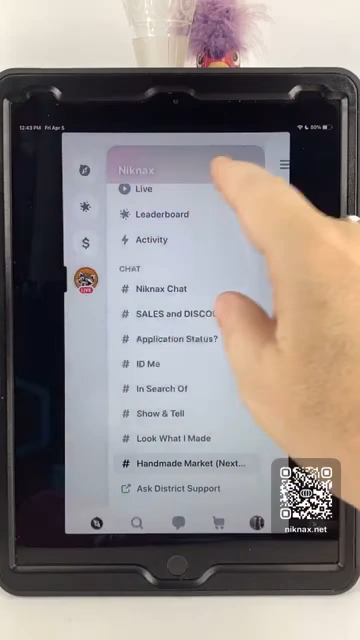 12:43 PM Fri Apr 5
80%
Niknax
Live
Leaderboard
$
Activity
LIVE
CHAT
# Niknax Chat
# SALES and DISCO
# Application Status?
# ID Me
# In Search Of
# Show & Tell
# Look What I Made
# Handmade Market (Next...
Ask District Support
niknax.net